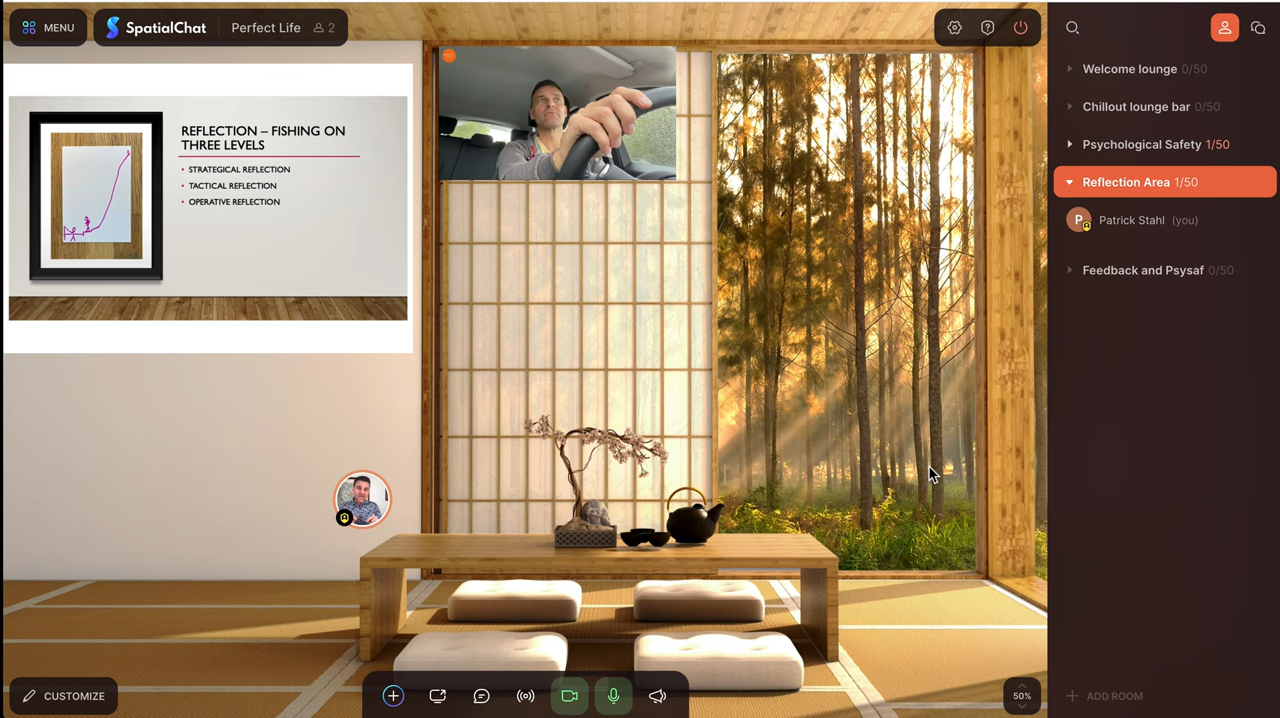 MENU
SpatialChat
Perfect Life
2
REFLECTION – FISHING ON
THREE LEVELS
• STRATEGICAL REFLECTION
• TACTICAL REFLECTION
• OPERATIVE REFLECTION
Welcome lounge 0/50
Chillout lounge bar 0/50
Psychological Safety 1/50
Reflection Area 1/50
P
Patrick Stahl (you)
Feedback and Psysaf 0/50
CUSTOMIZE
50%
ADD ROOM